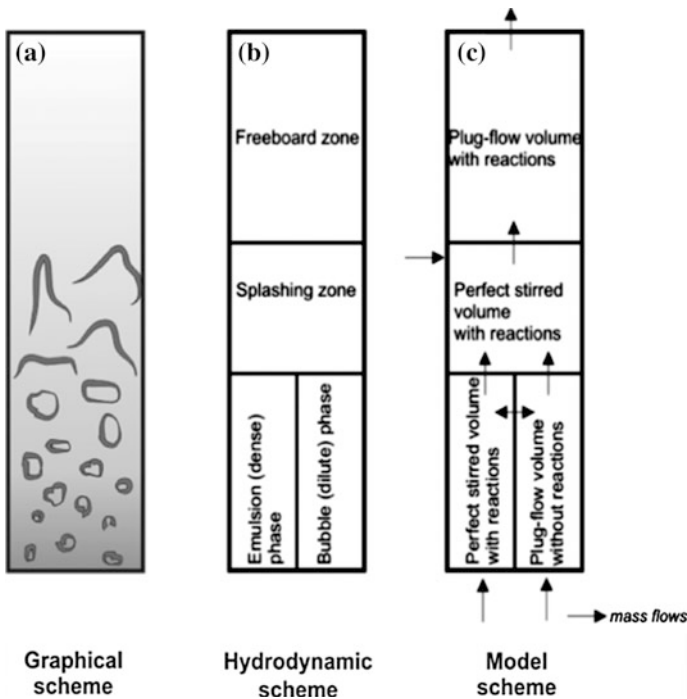 (a)
(b)
(c)
Freeboard zone
Plug-flow volume
with reactions
Splashing zone
Perfect stirred
volume
with reactions
Emulsion (dense)
phase
Bubble (dilute) phase
Perfect stirred volume
with reactions
Plug-flow volume
without reactions
mass flows
Graphical
scheme
Hydrodynamic
scheme
Model
scheme